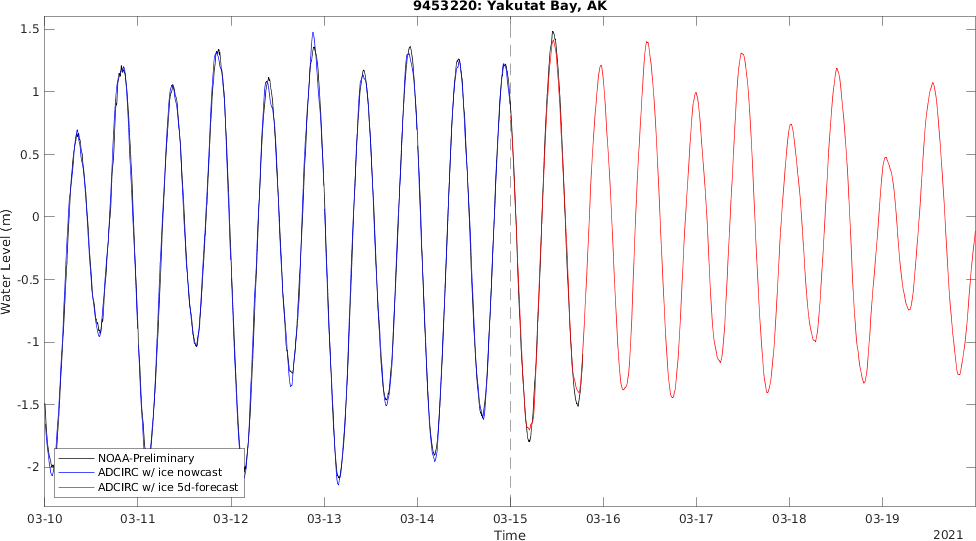 9453220: Yakutat Bay, AK
1.5
1
0.5
0
-0.5
-1
-1.5
-2
Water Level (m)
NOAA-Preliminary
ADCIRC w/ ice nowcast
ADCIRC w/ ice 5d-forecast
03-10 03-11 03-12 03-13 03-14 03-15 03-16 03-17 03-18 03-19
Time
2021